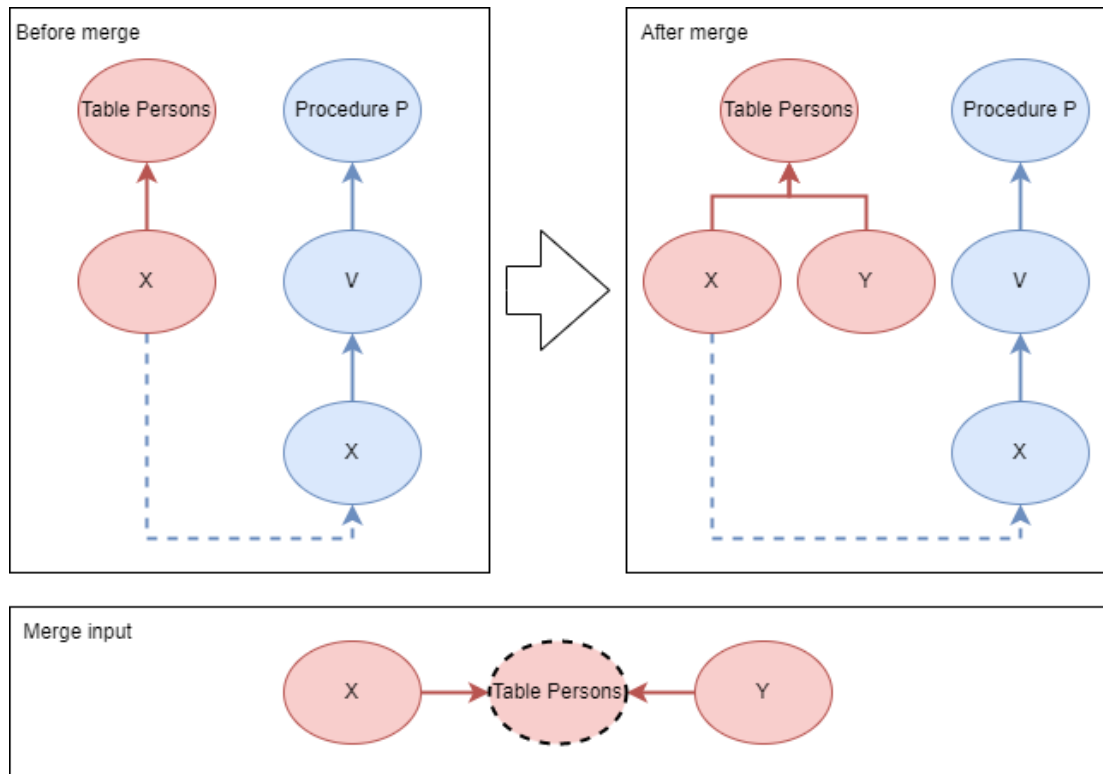 Before merge
Table Persons
Procedure P
X
V
X
After merge
Table Persons
Procedure P
X
Y
V
X
Merge input
X
Table Persons
Y